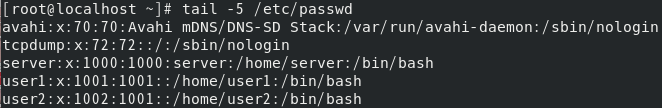 [root@localhost ~]# tail -5 /etc/passwd
avahi:x:70:70:Avahi mDNS/DNS-SD Stack:/var/run/avahi-daemon:/sbin/nologin
tcpdump:x:72:72::/:/sbin/nologin
server:x:1000:1000:server:/home/server:/bin/bash
user1:x:1001:1001::/home/user1:/bin/bash
user2:x:1002:1001::/home/user2:/bin/bash